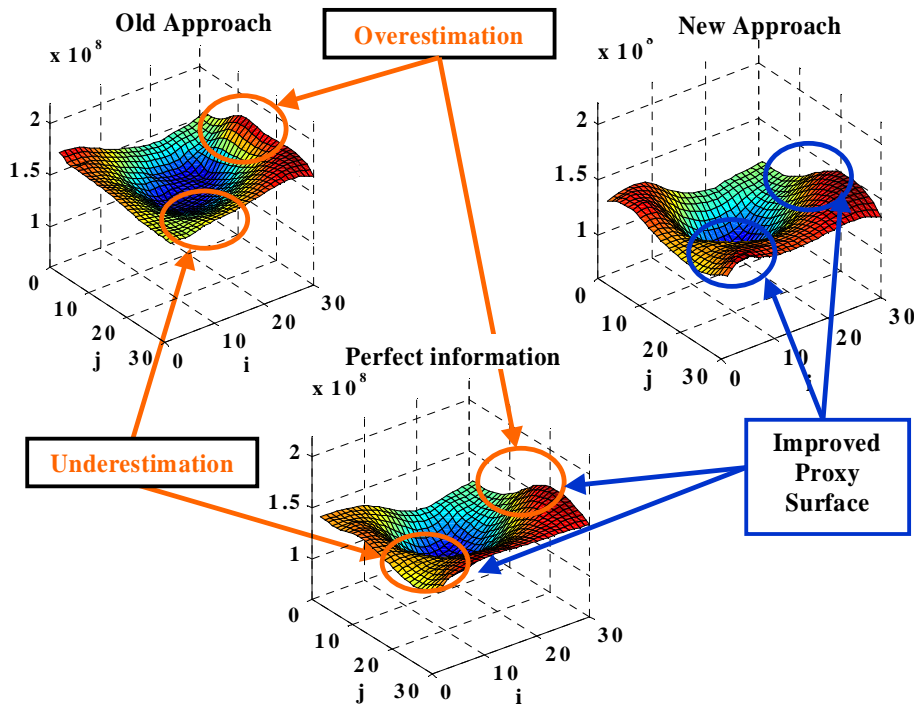 Old Approach
Overestimation
New Approach
x 10 8
2
1.5
1
0
10
20
30
j
0
10
20
30
i
x 10
2
1.5
1
0
10
20
30
j
0
10
20
30
Perfect information
x 10 8
2
1.5
1
0
10
20
30
j
0
10
20
30
i
Underestimation
Improved
Proxy
Surface